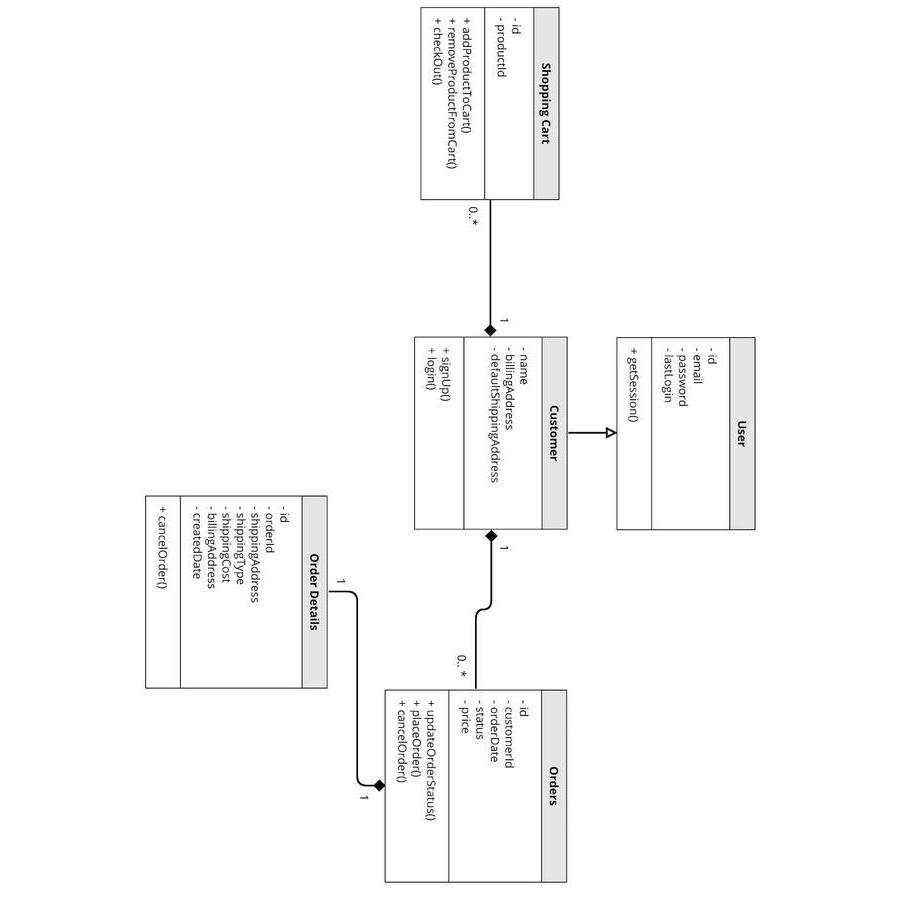 User
- id
- email
- password
- lastLogin
+ getSession()
Shopping Cart
- id
- productId
+ addProductToCart()
+ removeProductFromCart()
+ checkOut()
0..*
1
Customer
- name
- billingAddress
- defaultShippingAddress
+ signUp()
+ login()
1
0.. *
Orders
- id
- customerId
- orderDate
- status
- price
+ updateOrderStatus()
+ placeOrder()
+ cancelOrder()
1
1
Order Details
- id
- orderId
- shippingAddress
- shippingType
- shippingCost
- billingAddress
- createdDate
+ cancelOrder()